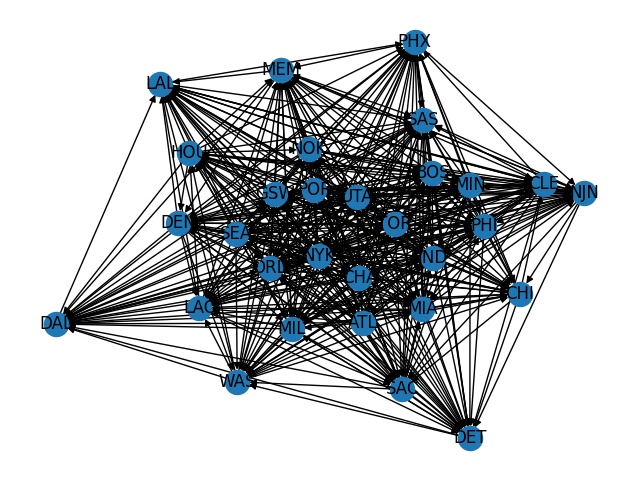 PHX
MEM
LAL
SAS
NOK
HOU
BOS
MIN
CLE
NJN
GSW
POR
UTA
DEN
SEA
TOR
PHI
NYK
IND
ORL
CHA
CHI
LAC
MIA
DAL
MIL
ATL
WAS
SAC
DET